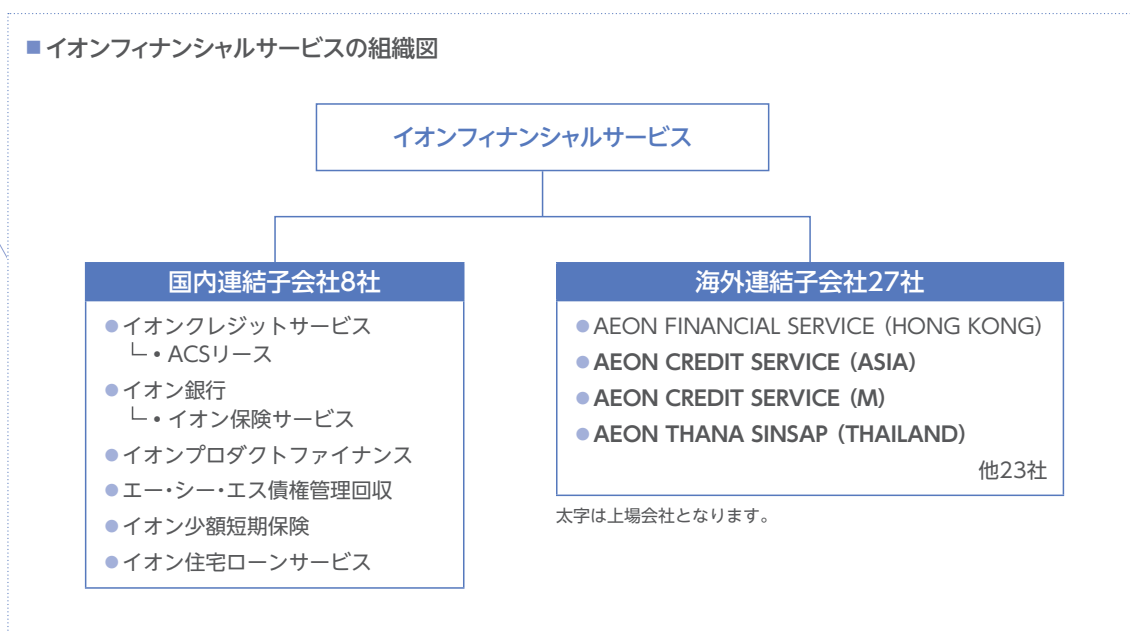 ■イオンフィナンシャルサービスの組織図
イオンフィナンシャルサービス
国内連結子会社8社
●イオンクレジットサービス
└・ACSリース
●イオン銀行
└・イオン保険サービス
●イオンプロダクトファイナンス
●エー・シー・エス債権管理回収
●イオン少額短期保険
●イオン住宅ローンサービス
海外連結子会社27社
●AEON FINANCIAL SERVICE（HONG KONG）
●AEON CREDIT SERVICE（ASIA）
●AEON CREDIT SERVICE（M）
●AEON THANA SINSAP（THAILAND）
他23社
太字は上場会社となります。